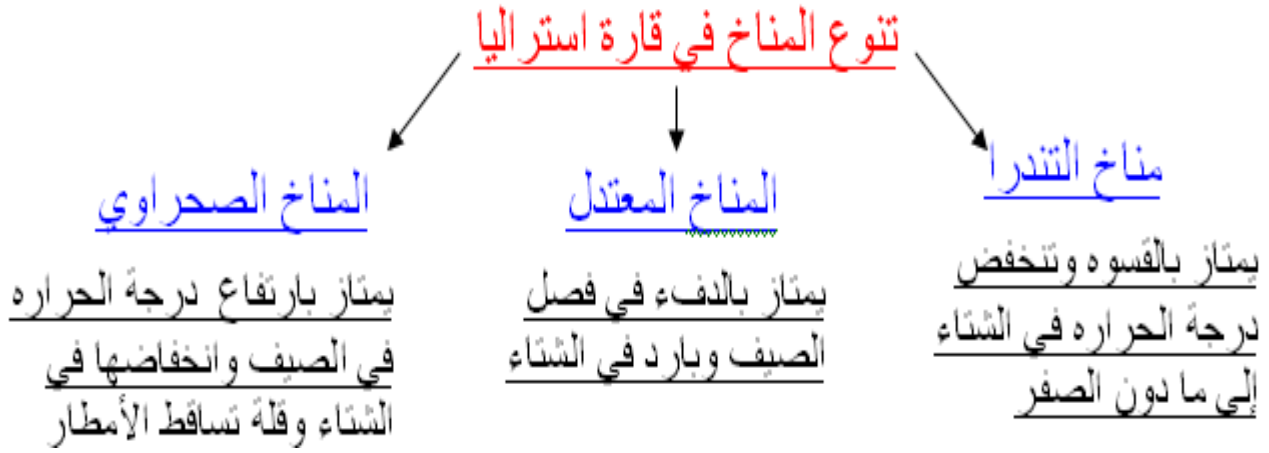 تنوع المناخ في قارة استراليا
مناخ التندرا
يمتاز بالقسوه وتنخفض
درجة الحراره في الشتاء
إلى ما دون الصفر
المناخ المعتدل
يمتاز بالدفء في فصل
الصيف وبارد في الشتاء
المناخ الصحراوي
يمتاز بارتفاع درجة الحراره
في الصيف وانخفاضها في
الشتاء وقلة تساقط الأمطار